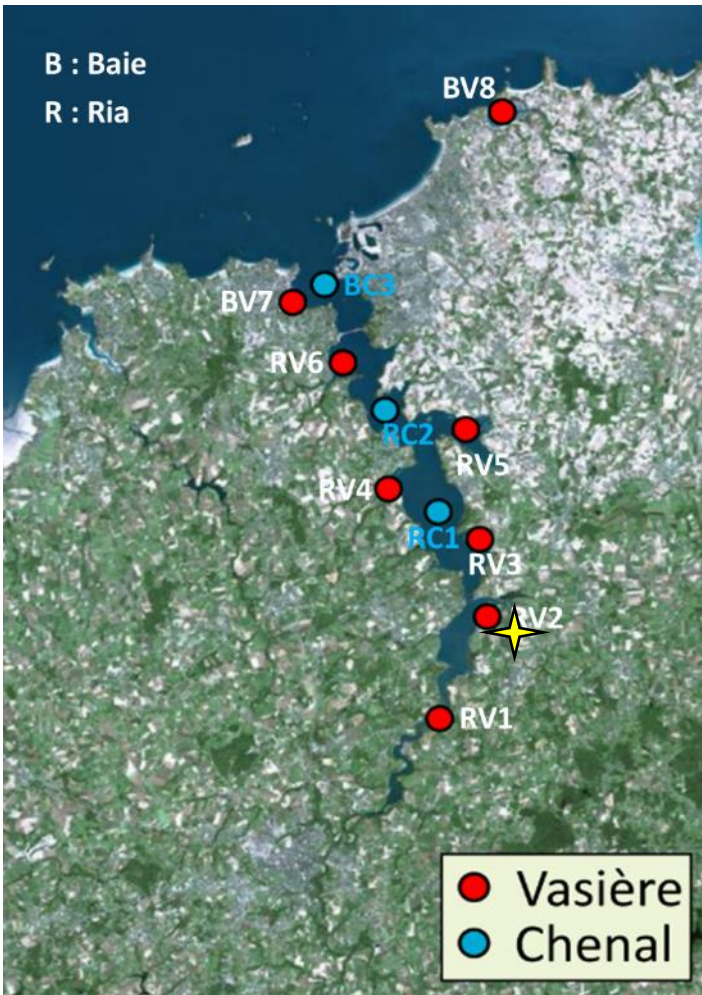 B : Baie
R : Ria
BV8
BC3
BV7
RV6
RC2
RV5
RV4
RC1
RV3
RV2
RV1
Vasière
Chenal